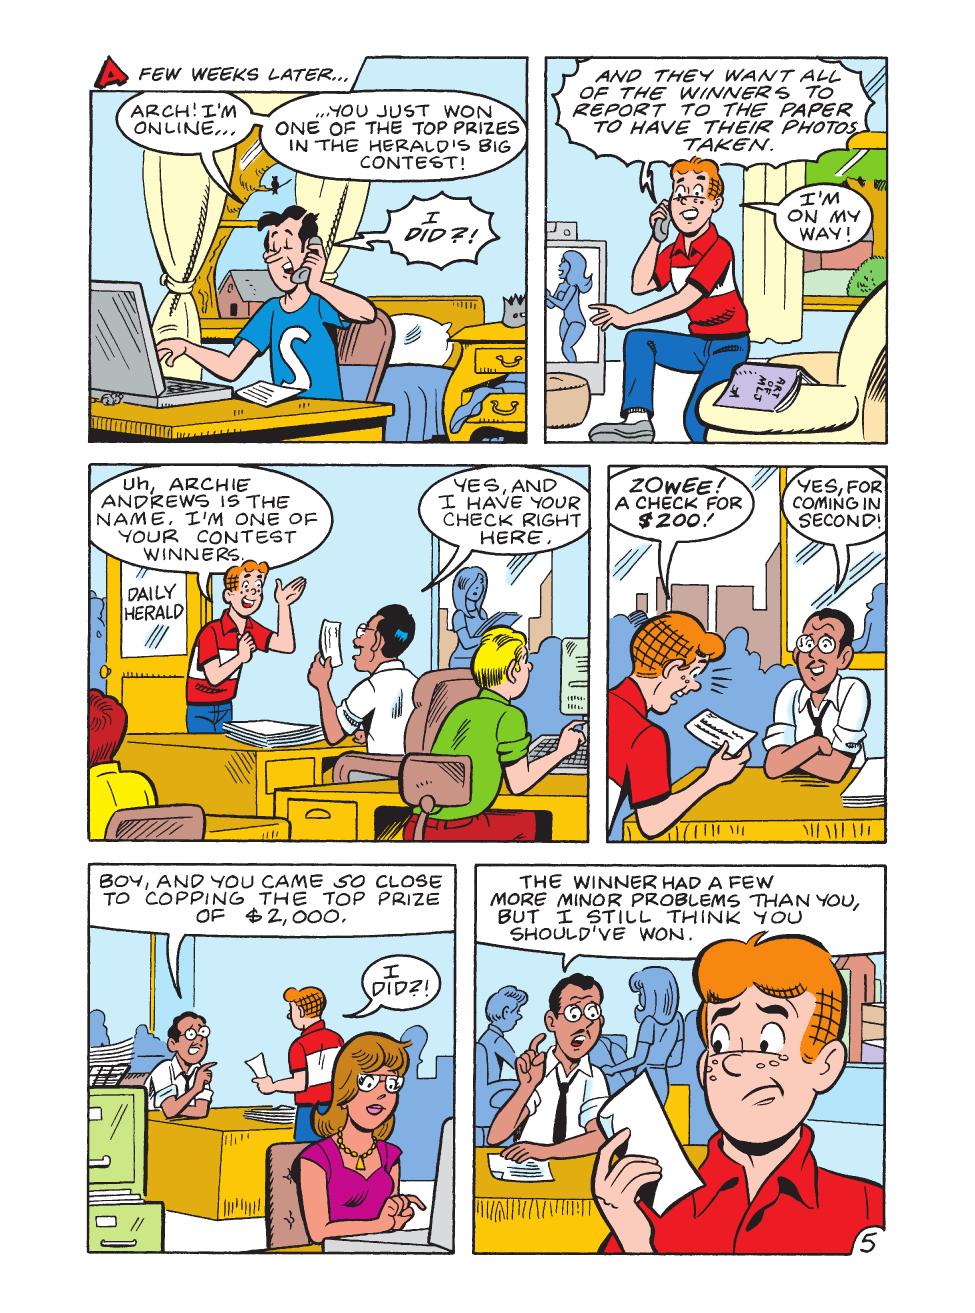 A FEW WEEKS LATER...
ARCH! I'M
ONLINE...
...YOU JUST WON
ONE OF THE TOP PRIZES
IN THE HERALD'S BIG
CONTEST!
I
DID?!
S
AND THEY WANT ALL
OF THE WINNERS TO
REPORT TO THE PAPER
TO HAVE THEIR PHOTOS
TAKEN.
I'M
ON MY
WAY!
ART
OF
MLJ
Uh, ARCHIE
ANDREWS IS THE
NAME. I'M ONE OF
YOUR CONTEST
WINNERS.
YES, AND
I HAVE YOUR
CHECK RIGHT
HERE.
DAILY
HERALD
ZOWEE!
A CHECK FOR
$200!
YES, FOR
COMING IN
SECOND!
BOY, AND YOU CAME SO CLOSE
TO COPPING THE TOP PRIZE
OF $2,000.
I
DID?!
THE WINNER HAD A FEW
MORE MINOR PROBLEMS THAN YOU,
BUT I STILL THINK YOU
SHOULD'VE WON.
5